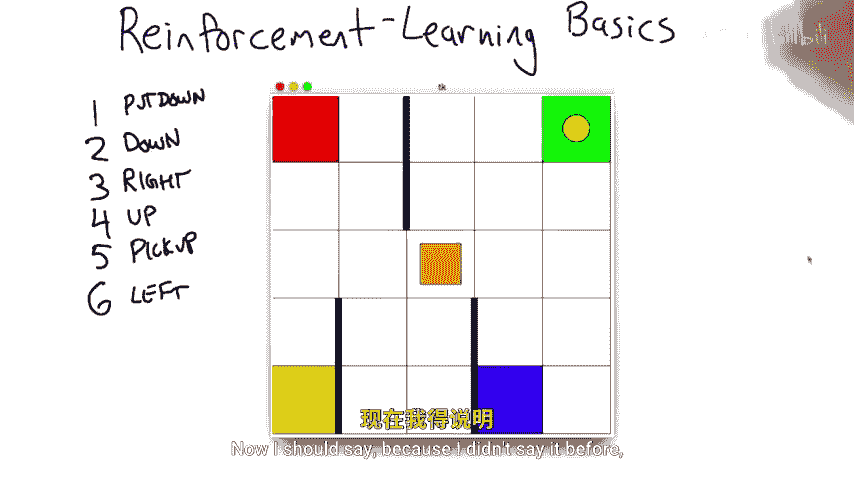 Reinforcement-Learning Basics
1 PUTDOWN
2 DOWN
3 RIGHT
4 UP
5 PICKUP
6 LEFT
现在我得说明
Now I should say, because I didn't say it before,